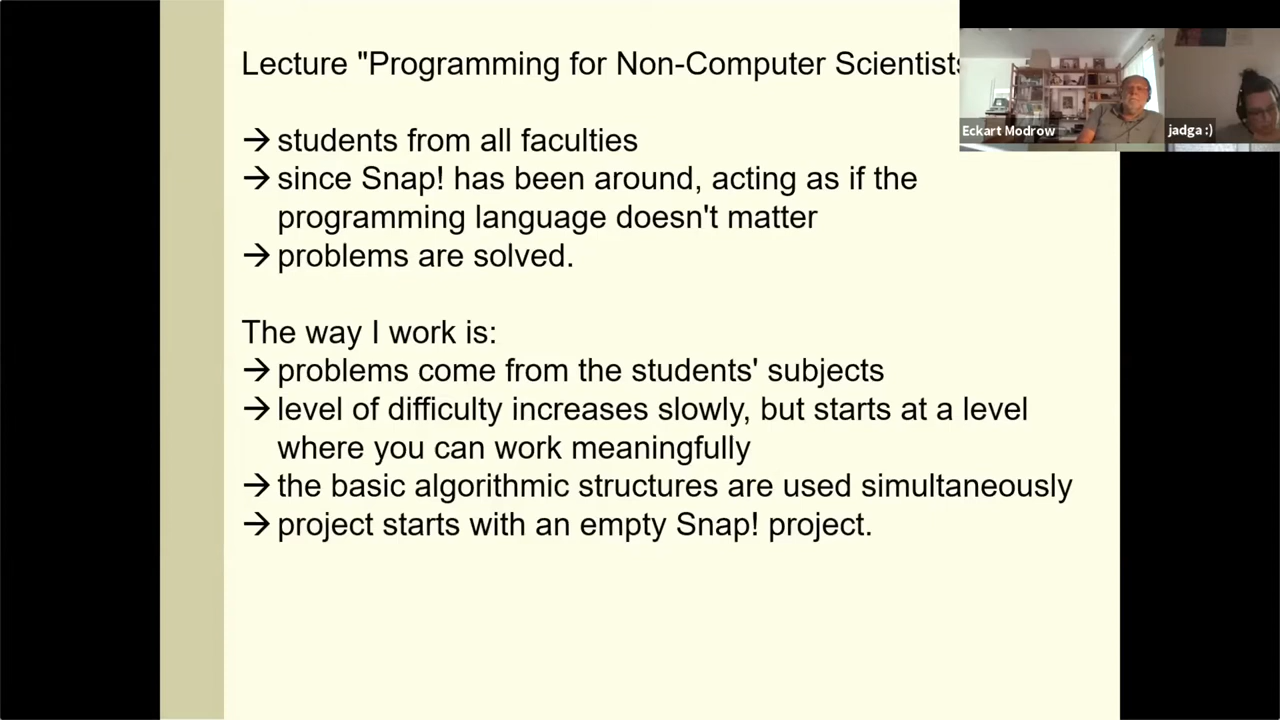 Lecture "Programming for Non-Computer Scientists
→ students from all faculties
→ since Snap! has been around, acting as if the
programming language doesn't matter
→ problems are solved.
The way I work is:
→ problems come from the students' subjects
→ level of difficulty increases slowly, but starts at a level
where you can work meaningfully
→ the basic algorithmic structures are used simultaneously
→ project starts with an empty Snap! project.
Eckart Modrow
jadga :)